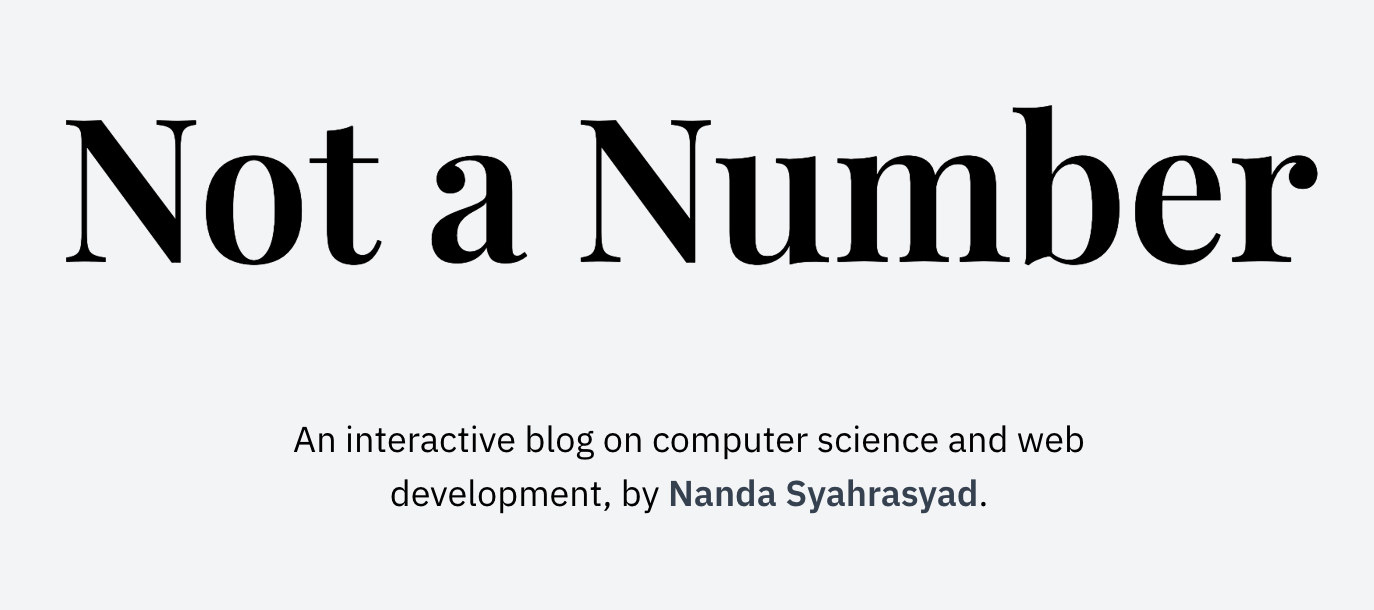 Not a Number
An interactive blog on computer science and web
development, by Nanda Syahrasyad.